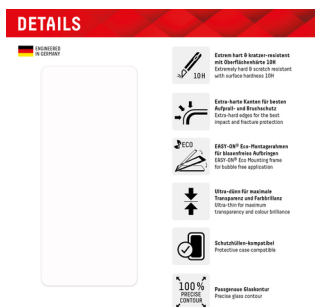 DETAILS
ENGINEERED
IN GERMANY
10H
Extrem hart & kratzer-resistent
mit Oberflächenhärte 10H
Extremely hard & scratch resistant
with surface hardness 10H
Extra-harte Kanten für besten
Aufprall- und Bruchschutz
Extra-hard edges for the best
impact and fracture protection
ECO
EASY-ON® Eco-Montagerahmen
für blasenfreies Aufbringen
EASY-ON® Eco Mounting frame
for bubble free application
Ultra-dünn für maximale
Transparenz und Farbbrillanz
Ultra-thin for maximum
transparency and colour brilliance
Schutzhüllen-kompatibel
Protective case compatible
100%
PRECISE
CONTOUR
Passgenaue Glaskontur
Precise glass contour